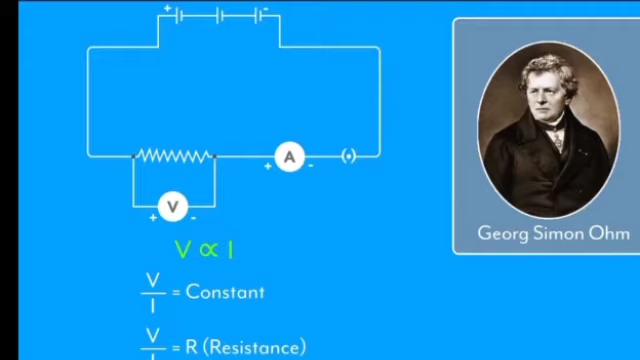 + -
A
+ -
V
+ -
Georg Simon Ohm
V ∝ I
V/I = Constant
V/I = R (Resistance)